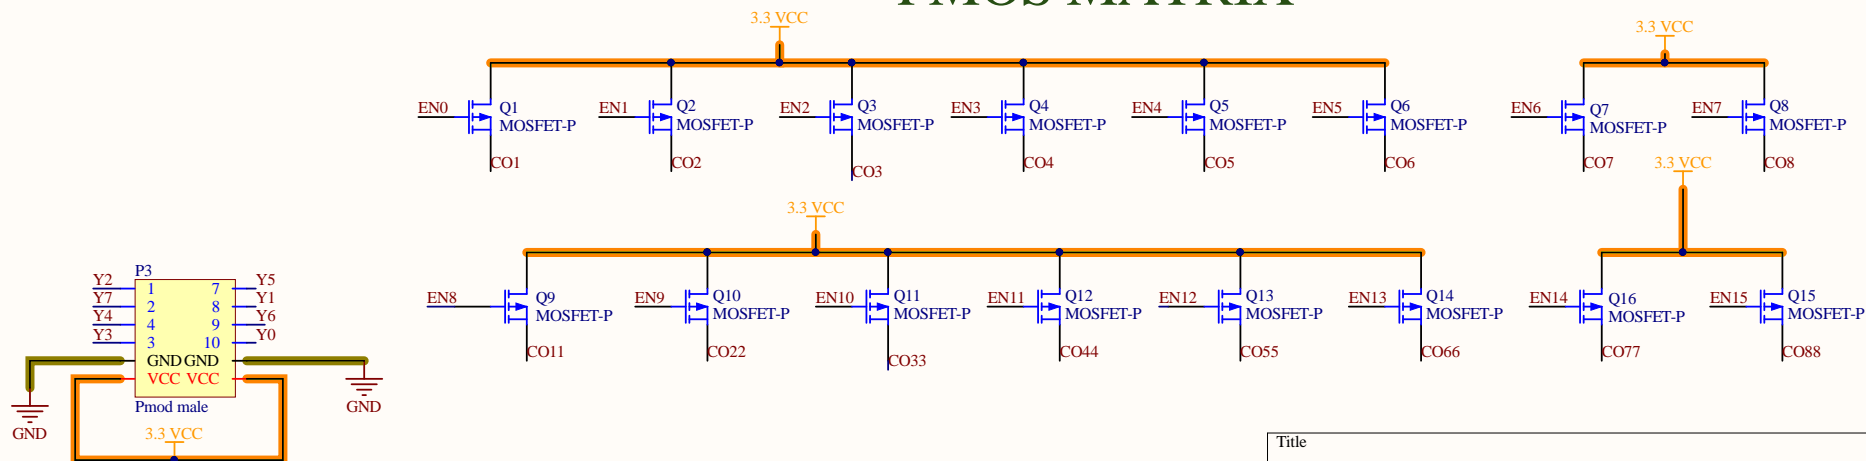 PMOS MATRIX
3.3 VCC
3.3 VCC
EN0
Q1
MOSFET-P
CO1
EN1
Q2
MOSFET-P
CO2
EN2
Q3
MOSFET-P
CO3
EN3
Q4
MOSFET-P
CO4
EN4
Q5
MOSFET-P
CO5
EN5
Q6
MOSFET-P
CO6
EN6
Q7
MOSFET-P
CO7
EN7
Q8
MOSFET-P
CO8
3.3 VCC
3.3 VCC
EN8
Q9
MOSFET-P
CO11
EN9
Q10
MOSFET-P
CO22
EN10
Q11
MOSFET-P
CO33
EN11
Q12
MOSFET-P
CO44
EN12
Q13
MOSFET-P
CO55
EN13
Q14
MOSFET-P
CO66
EN14
Q16
MOSFET-P
CO77
EN15
Q15
MOSFET-P
CO88
P3
Y2 1 7 Y5
Y7 2 8 Y1
Y4 4 9 Y6
Y3 3 10 Y0
GND GND
VCC VCC
Pmod male
GND
GND
3.3 VCC
Title